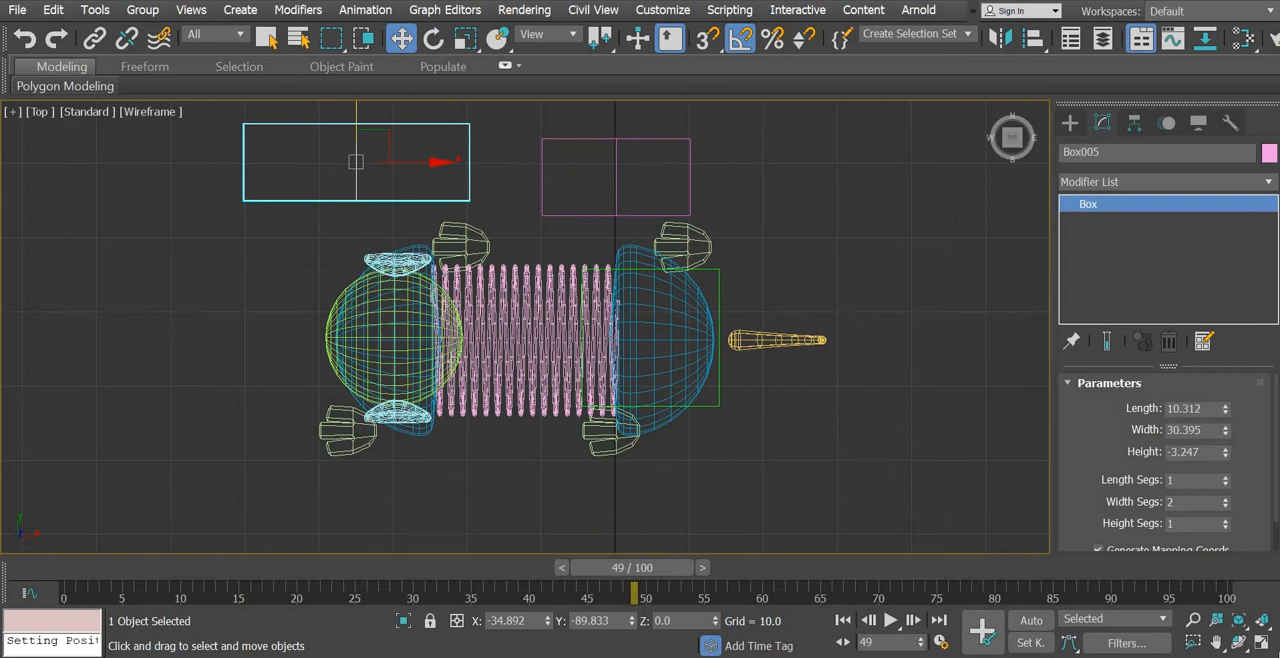 File Edit Tools Group Views Create Modifiers Animation Graph Editors Rendering Civil View Customize Scripting Interactive Content Arnold » Sign In Workspaces: Default
All View 3 Create Selection Set
Modeling Freeform Selection Object Paint Populate
Polygon Modeling
[+] [Top ] [Standard ] [Wireframe ]
N
W TOP E
S
Box005
Modifier List
Box
x
Parameters
Length: 10.312
Width: 30.395
Height: -3.247
Length Segs: 1
Width Segs: 2
Height Segs: 1
Generate Mapping Coords
y
z x
< 49 / 100 >
0 5 10 15 20 25 30 35 40 45 50 55 60 65 70 75 80 85 90 95 100
1 Object Selected X: -34.892 Y: -89.833 Z: 0.0 Grid = 10.0 Auto Selected
Setting Posit Click and drag to select and move objects Add Time Tag 49 Set K. Filters...